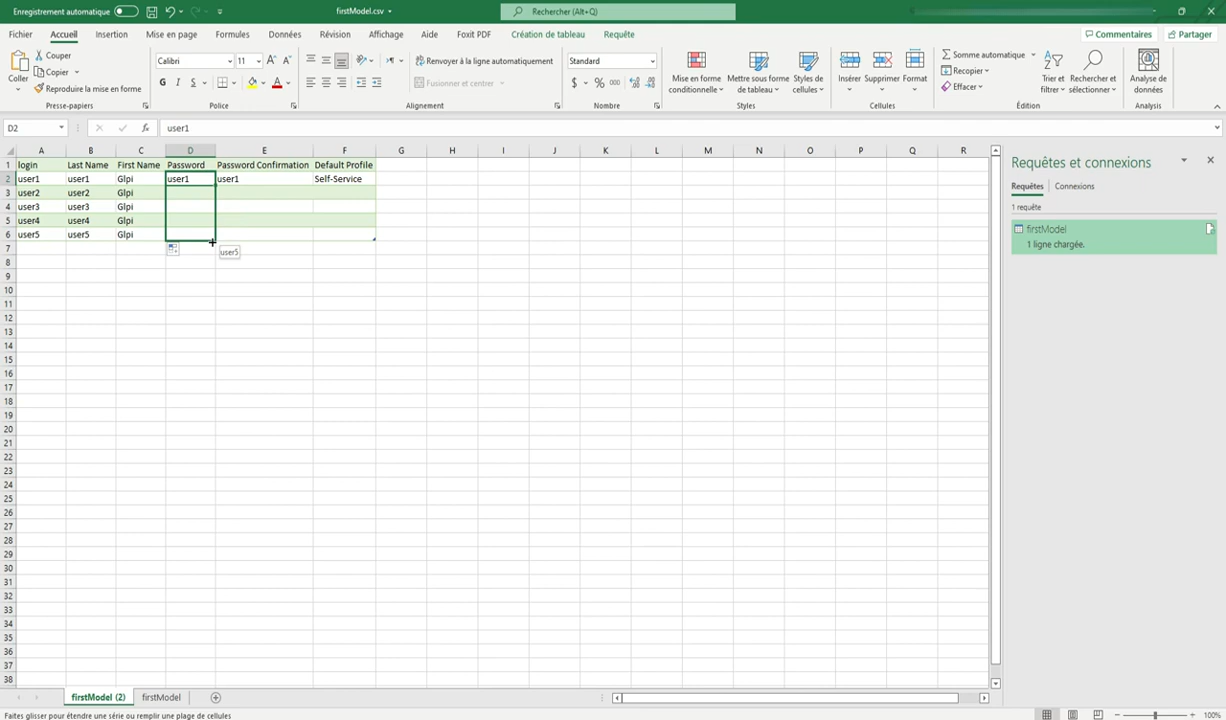 Enregistrement automatique
firstModel.csv
Rechercher (Alt+Q)
Fichier Accueil Insertion Mise en page Formules Données Révision Affichage Aide Foxit PDF Création de tableau Requête
Commentaires Partager
Coller
Couper
Copier
Reproduire la mise en forme
Presse-papiers
Calibri 11
G I S
Police
Renvoyer à la ligne automatiquement
Fusionner et centrer
Alignement
Standard
$ % 000
Nombre
Mise en forme conditionnelle
Mettre sous forme de tableau
Styles de cellules
Styles
Insérer Supprimer Format
Cellules
Somme automatique
Recopier
Effacer
Trier et filtrer
Rechercher et sélectionner
Édition
Analyse de données
Analysis
D2 fx user1
A B C D E F G H I J K L M N O P Q R
1 login Last Name First Name Password Password Confirmation Default Profile
2 user1 user1 Glpi user1 user1 Self-Service
3 user2 user2 Glpi
4 user3 user3 Glpi
5 user4 user4 Glpi
6 user5 user5 Glpi
7
user5
8
9
10
11
12
13
14
15
16
17
18
19
20
21
22
23
24
25
26
27
28
29
30
31
32
33
34
35
36
37
38
Requêtes et connexions
Requêtes Connexions
1 requête
firstModel
1 ligne chargée.
firstModel (2) firstModel
Faites glisser pour étendre une série ou remplir une plage de cellules
100%